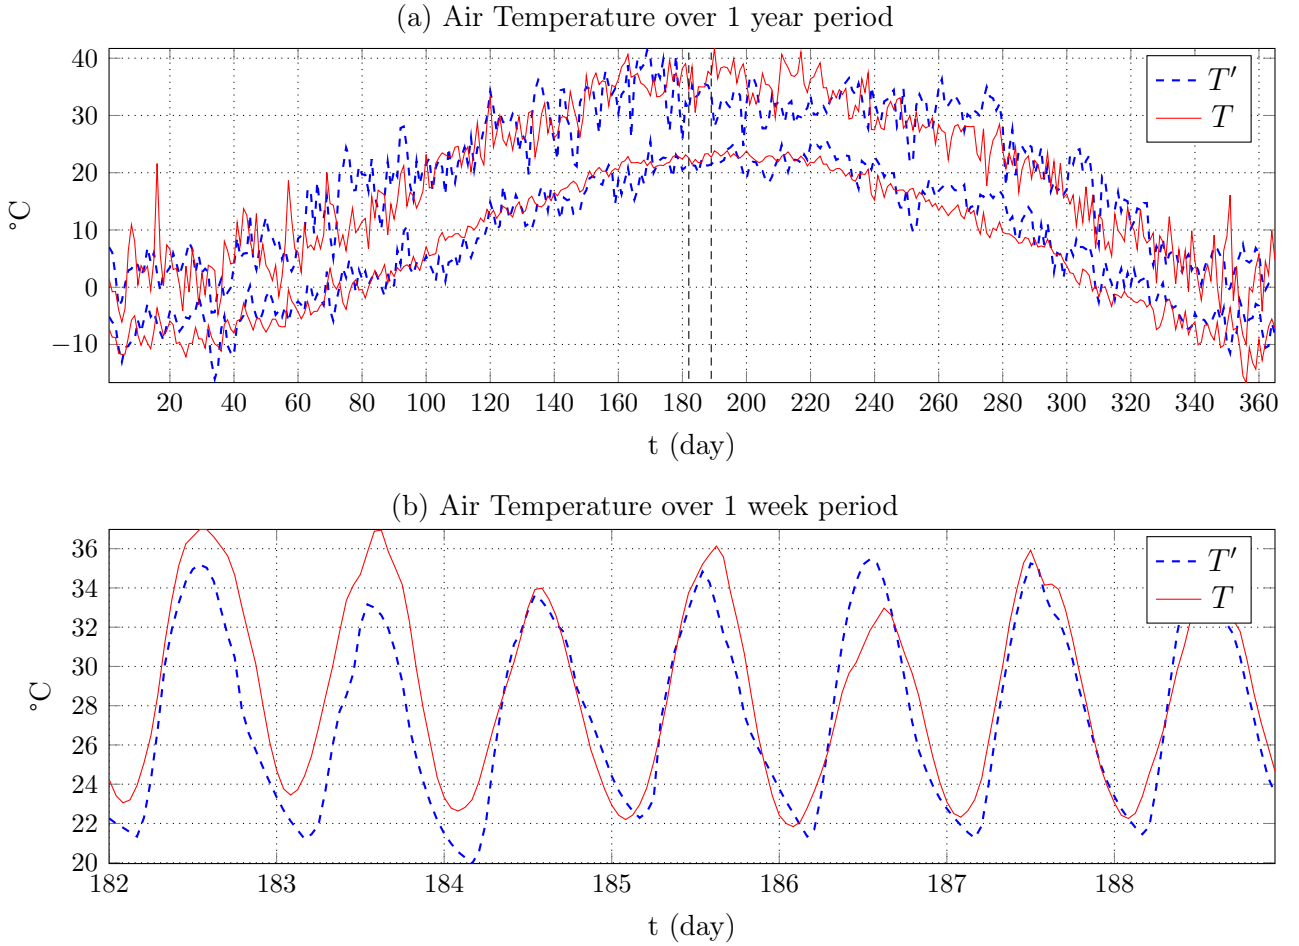 (a) Air Temperature over 1 year period
40
30
20
10
0
−10
°C
T′
T
20 40 60 80 100 120 140 160 180 200 220 240 260 280 300 320 340 360
t (day)
(b) Air Temperature over 1 week period
36
34
32
30
28
26
24
22
20
°C
T′
T
182 183 184 185 186 187 188
t (day)